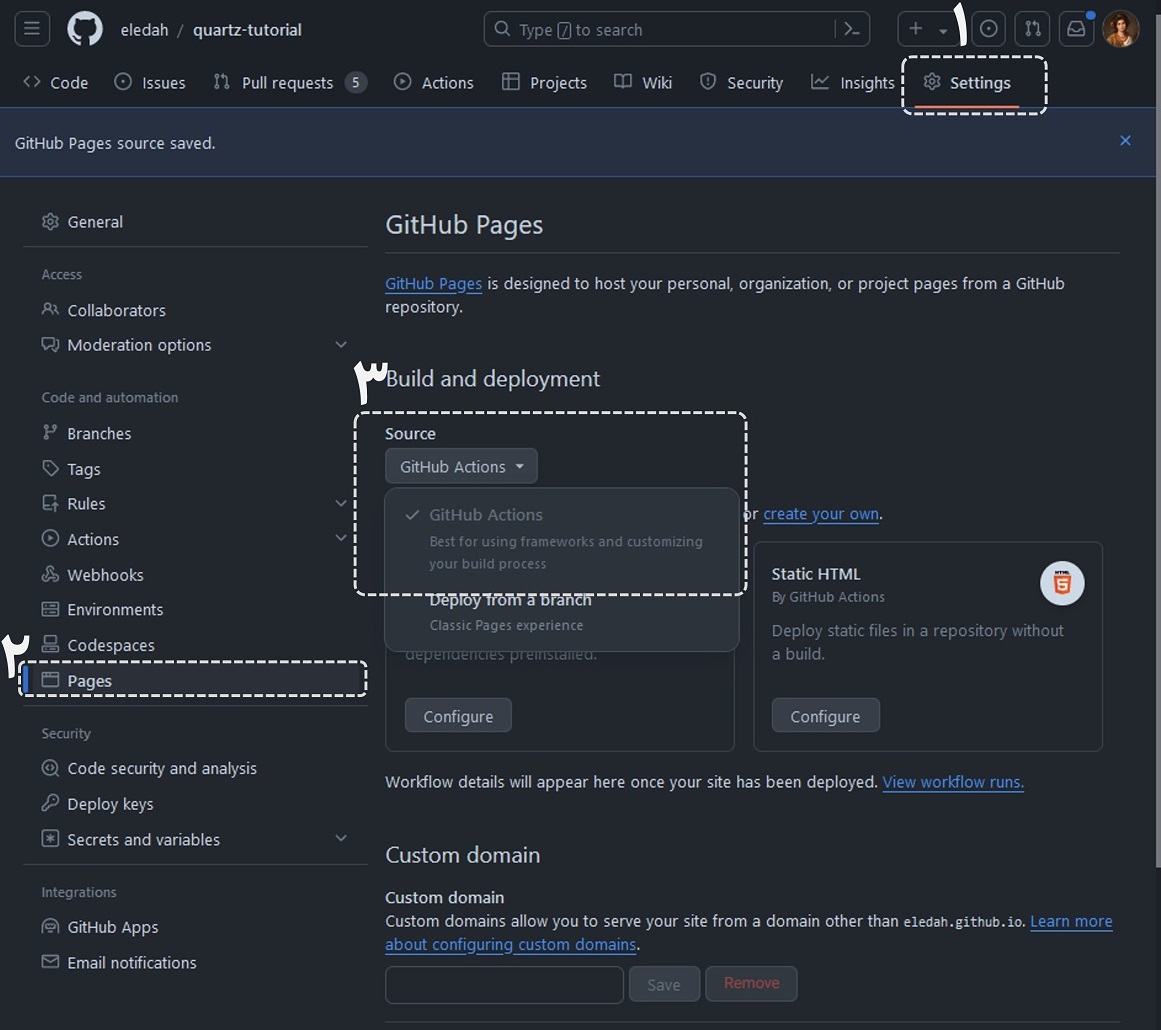 eledah / quartz-tutorial
Type / to search
۱
Code
Issues
Pull requests 5
Actions
Projects
Wiki
Security
Insights
Settings
GitHub Pages source saved.
General
Access
Collaborators
Moderation options
Code and automation
Branches
Tags
Rules
Actions
Webhooks
Environments
Codespaces
۲
Pages
Security
Code security and analysis
Deploy keys
Secrets and variables
Integrations
GitHub Apps
Email notifications
GitHub Pages
GitHub Pages is designed to host your personal, organization, or project pages from a GitHub
repository.
۳
Build and deployment
Source
GitHub Actions
GitHub Actions
Best for using frameworks and customizing
your build process
Deploy from a branch
Classic Pages experience
or create your own.
dependencies preinstalled.
Configure
Static HTML
HTML
5
By GitHub Actions
Deploy static files in a repository without
a build.
Configure
Workflow details will appear here once your site has been deployed. View workflow runs.
Custom domain
Custom domain
Custom domains allow you to serve your site from a domain other than eledah.github.io. Learn more
about configuring custom domains.
Save
Remove